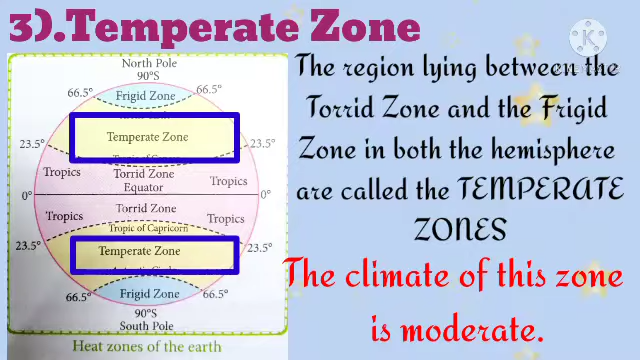 3).Temperate Zone
North Pole
90°S
66.5° 66.5°
Frigid Zone
Temperate Zone
23.5° 23.5°
Tropics Torrid Zone Tropics
Equator
0° 0°
Torrid Zone
Tropics Tropics
Tropic of Capricorn
23.5° Temperate Zone 23.5°
66.5° Frigid Zone 66.5°
90°S
South Pole
Heat zones of the earth
The region lying between the
Torrid Zone and the Frigid
Zone in both the hemisphere
are called the TEMPERATE
ZONES
The climate of this zone
is moderate.